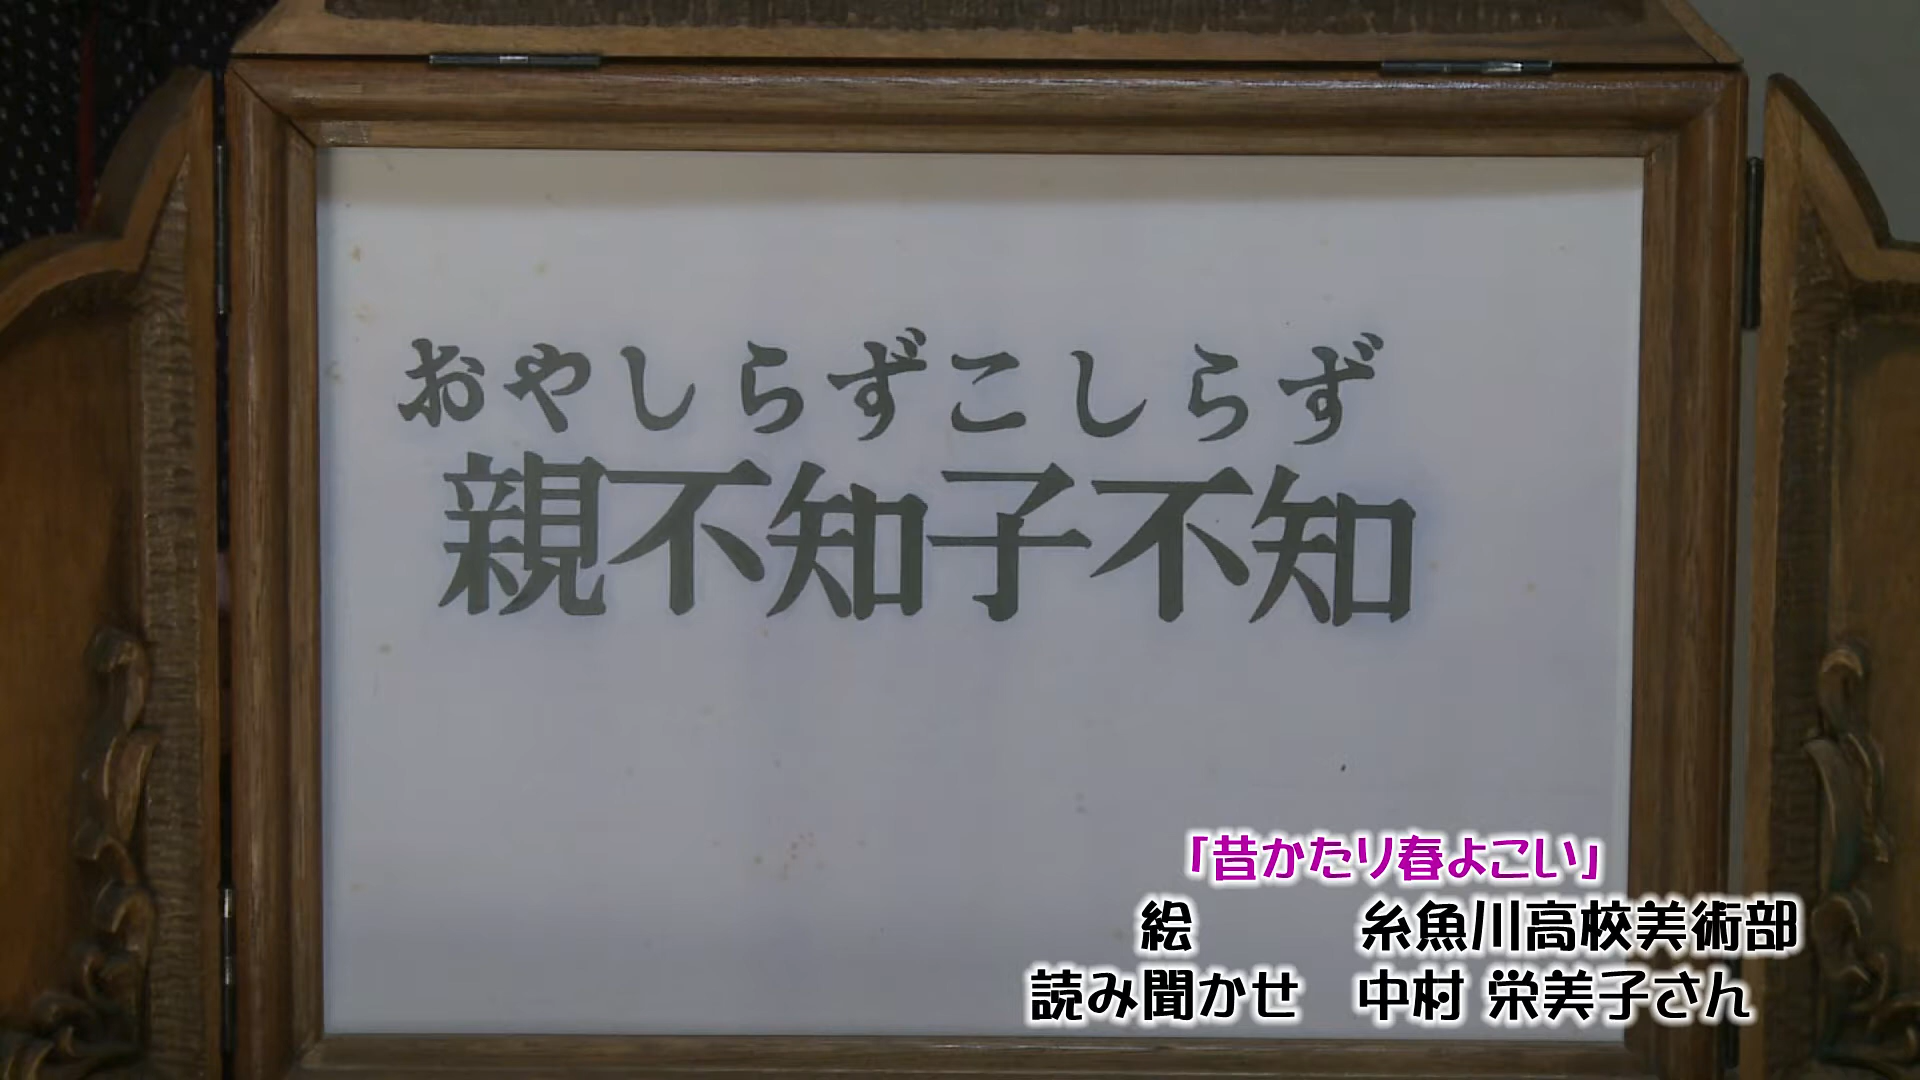 おやしらずこしらず
親不知子不知
「昔かたり春よこい」
絵　　　糸魚川高校美術部
読み聞かせ　中村 栄美子さん